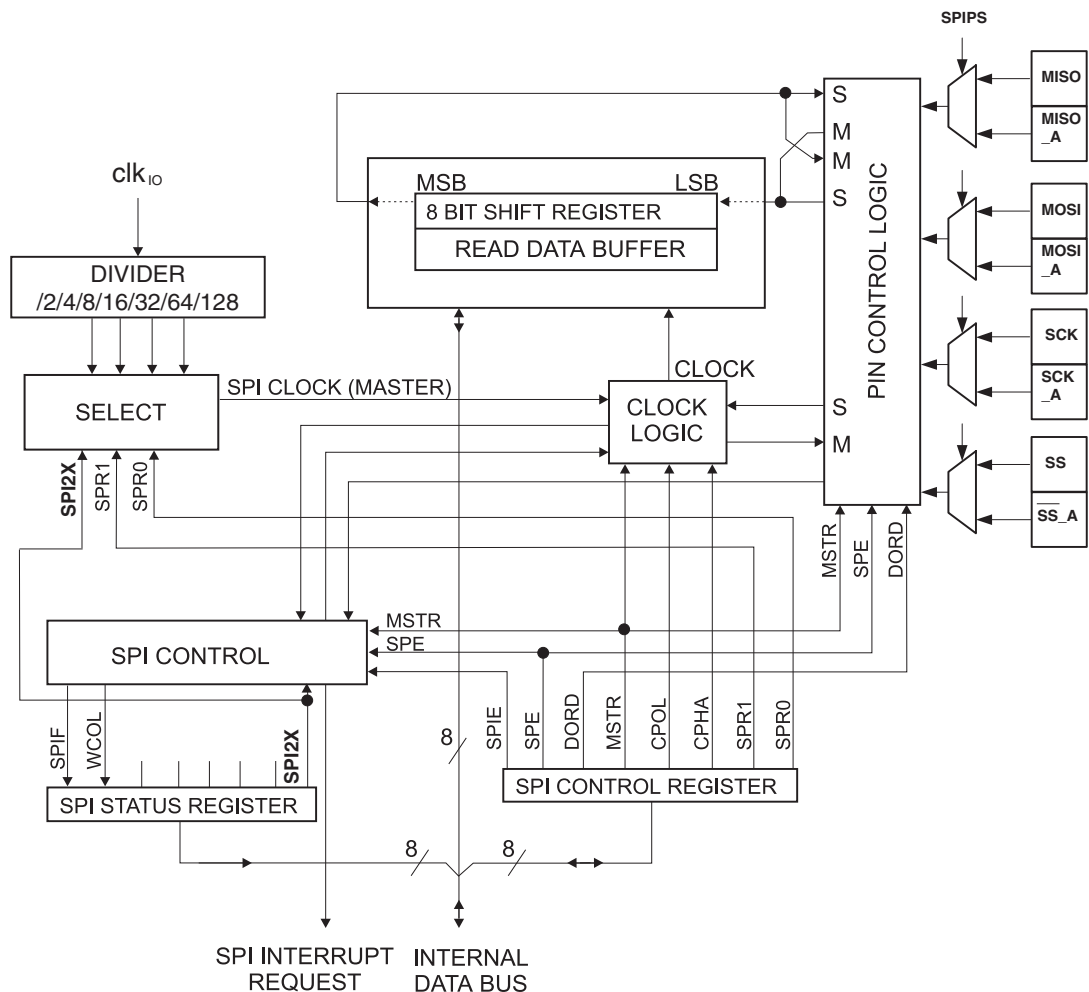 SPIPS
MISO
MISO
_A
MOSI
MOSI
_A
SCK
SCK
_A
SS
SS_A
S
M
M
S
S
M
PIN CONTROL LOGIC
clk IO
DIVIDER
/2/4/8/16/32/64/128
MSB LSB
8 BIT SHIFT REGISTER
READ DATA BUFFER
SELECT
SPI CLOCK (MASTER)
CLOCK
CLOCK
LOGIC
SPI2X
SPR1
SPR0
MSTR
SPE
DORD
MSTR
SPE
SPI CONTROL
SPIF
WCOL
SPI2X
8
SPIE
SPE
DORD
MSTR
CPOL
CPHA
SPR1
SPR0
SPI STATUS REGISTER
SPI CONTROL REGISTER
8 8
SPI INTERRUPT
REQUEST
INTERNAL
DATA BUS